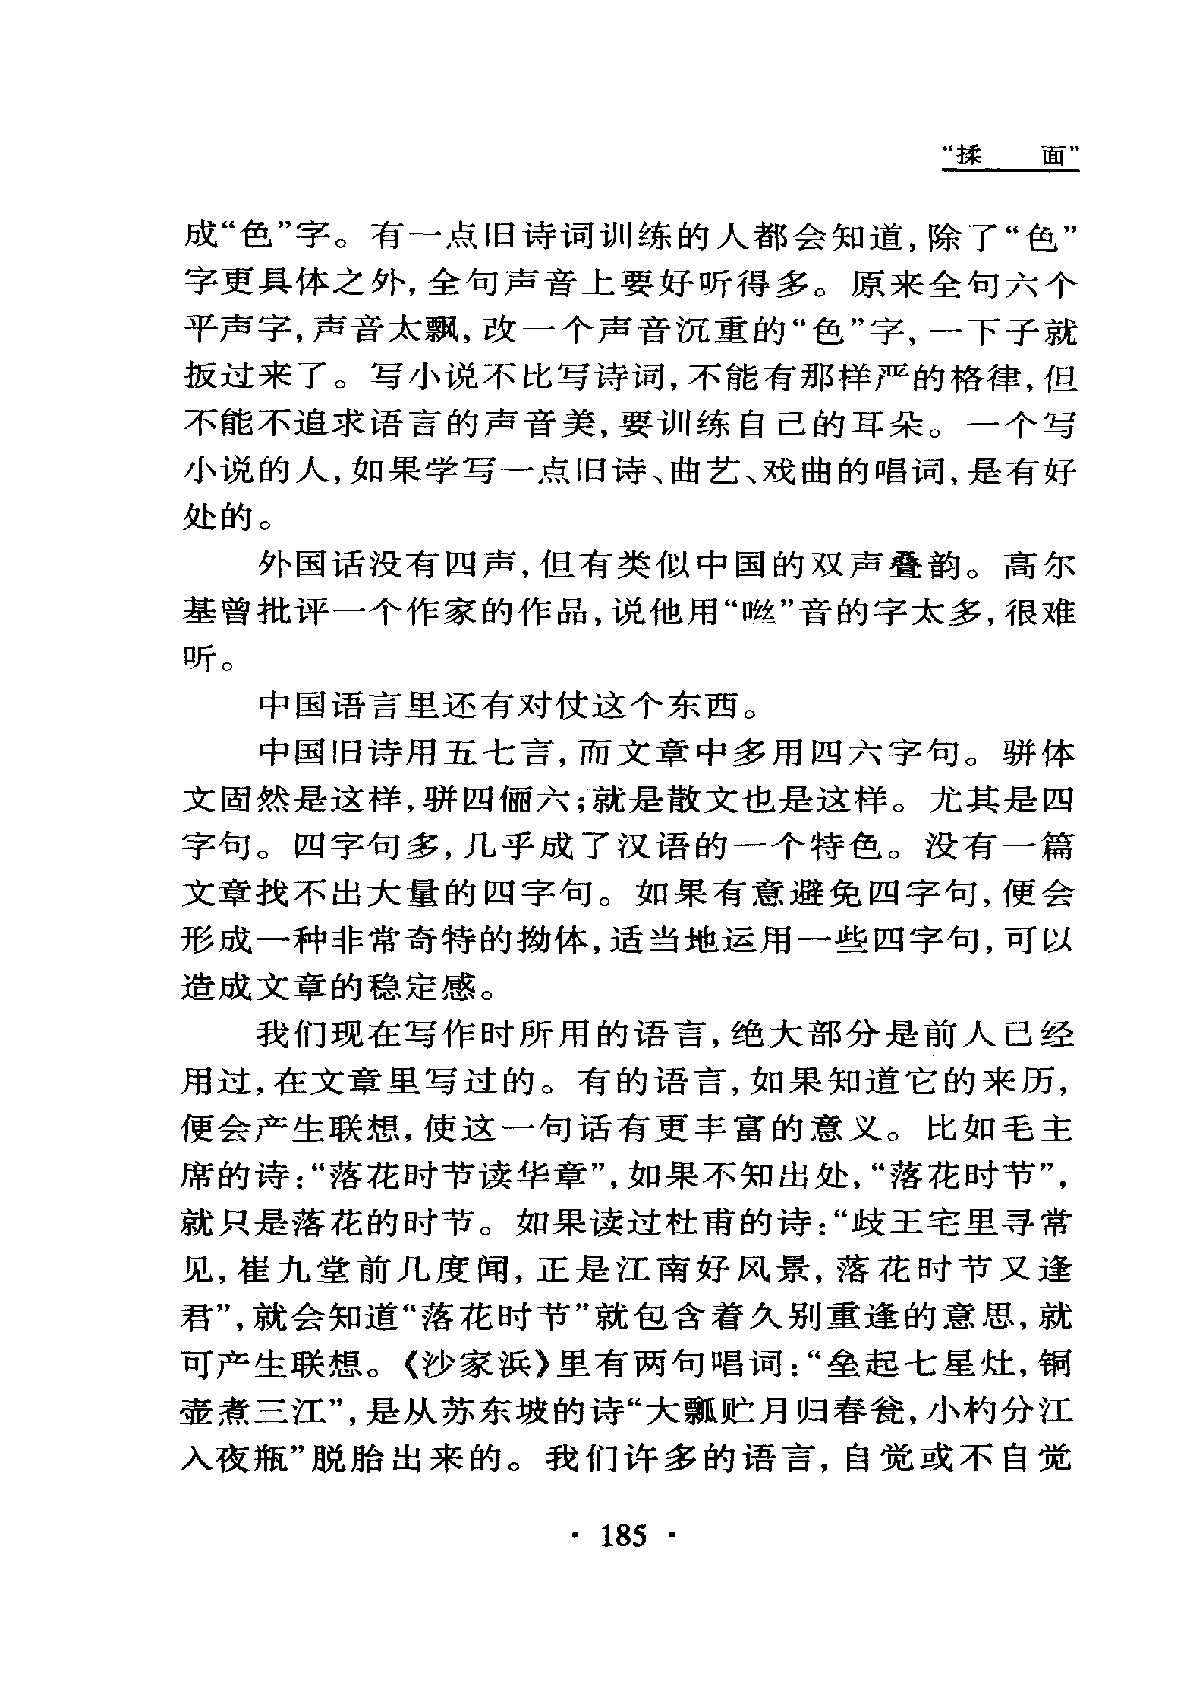 “揉　面”
成“色”字。有一点旧诗词训练的人都会知道,除了“色”
字更具体之外,全句声音上要好听得多。原来全句六个
平声字,声音太飘,改一个声音沉重的“色”字,一下子就
扳过来了。写小说不比写诗词,不能有那样严的格律,但
不能不追求语言的声音美,要训练自己的耳朵。一个写
小说的人,如果学写一点旧诗、曲艺、戏曲的唱词,是有好
处的。
外国话没有四声,但有类似中国的双声叠韵。高尔
基曾批评一个作家的作品,说他用“咝”音的字太多,很难
听。
中国语言里还有对仗这个东西。
中国旧诗用五七言,而文章中多用四六字句。骈体
文固然是这样,骈四俪六;就是散文也是这样。尤其是四
字句。四字句多,几乎成了汉语的一个特色。没有一篇
文章找不出大量的四字句。如果有意避免四字句,便会
形成一种非常奇特的拗体,适当地运用一些四字句,可以
造成文章的稳定感。
我们现在写作时所用的语言,绝大部分是前人已经
用过,在文章里写过的。有的语言,如果知道它的来历,
便会产生联想,使这一句话有更丰富的意义。比如毛主
席的诗:“落花时节读华章”,如果不知出处,“落花时节”,
就只是落花的时节。如果读过杜甫的诗:“歧王宅里寻常
见,崔九堂前几度闻,正是江南好风景,落花时节又逢
君”,就会知道“落花时节”就包含着久别重逢的意思,就
可产生联想。《沙家浜》里有两句唱词:“垒起七星灶,铜
壶煮三江”,是从苏东坡的诗“大瓢贮月归春瓮,小杓分江
入夜瓶”脱胎出来的。我们许多的语言,自觉或不自觉
· 185 ·